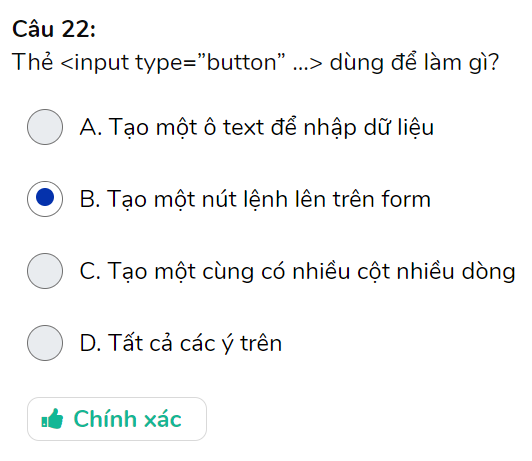 Câu 22:
Thẻ <input type=”button” ...> dùng để làm gì?
A. Tạo một ô text để nhập dữ liệu
B. Tạo một nút lệnh lên trên form
C. Tạo một cùng có nhiều cột nhiều dòng
D. Tất cả các ý trên
Chính xác